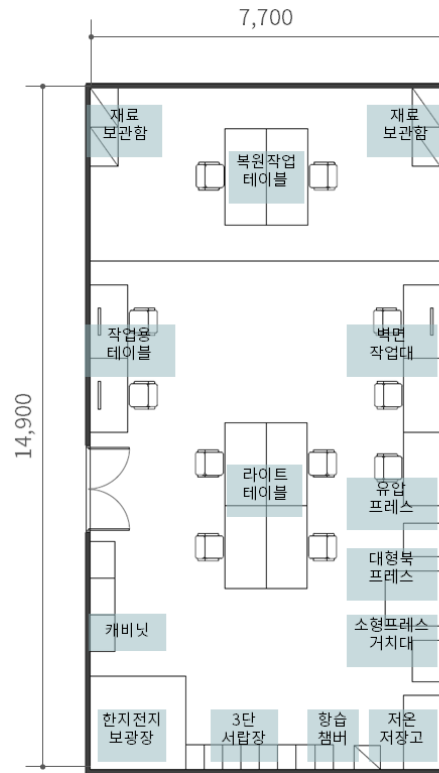 7,700
재료
보관함
재료
보관함
복원작업
테이블
작업용
테이블
벽면
작업대
14,900
라이트
테이블
유압
프레스
대형북
프레스
캐비닛
소형프레스
거치대
한지전지
보광장
3단
서랍장
항습
챔버
저온
저장고